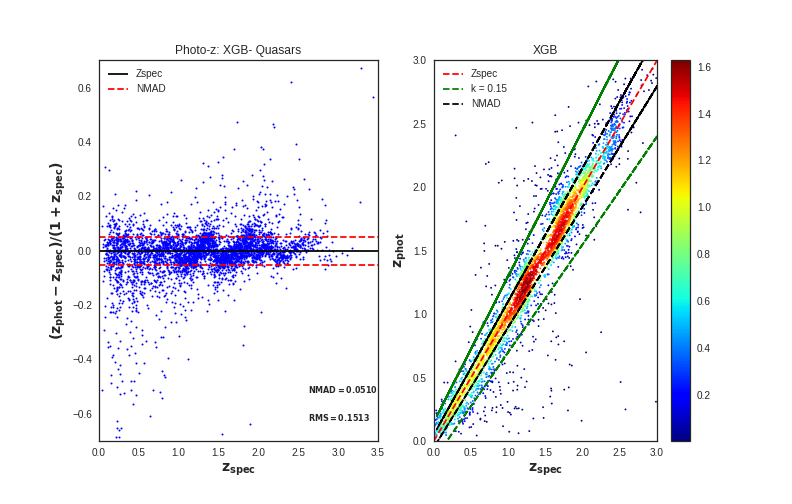 Photo-z: XGB- Quasars
Zspec
NMAD
0.6
0.4
0.2
0.0
−0.2
−0.4
−0.6
(z_phot − z_spec)/(1 + z_spec)
NMAD = 0.0510
RMS = 0.1513
0.0 0.5 1.0 1.5 2.0 2.5 3.0 3.5
z_spec
XGB
Zspec
k = 0.15
NMAD
3.0
2.5
2.0
1.5
1.0
0.5
0.0
z_phot
0.0 0.5 1.0 1.5 2.0 2.5 3.0
z_spec
1.6
1.4
1.2
1.0
0.8
0.6
0.4
0.2